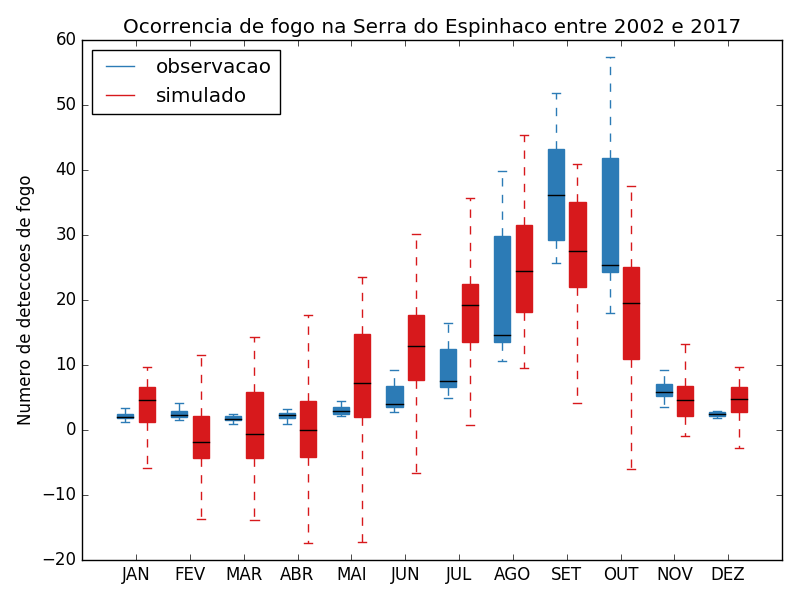 Ocorrencia de fogo na Serra do Espinhaco entre 2002 e 2017
observacao
simulado
Numero de deteccoes de fogo
60
50
40
30
20
10
0
−10
−20
JAN FEV MAR ABR MAI JUN JUL AGO SET OUT NOV DEZ